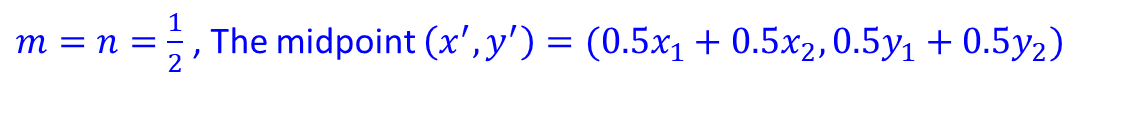 m = n = 1/2, The midpoint (x′, y′) = (0.5x₁ + 0.5x₂, 0.5y₁ + 0.5y₂)